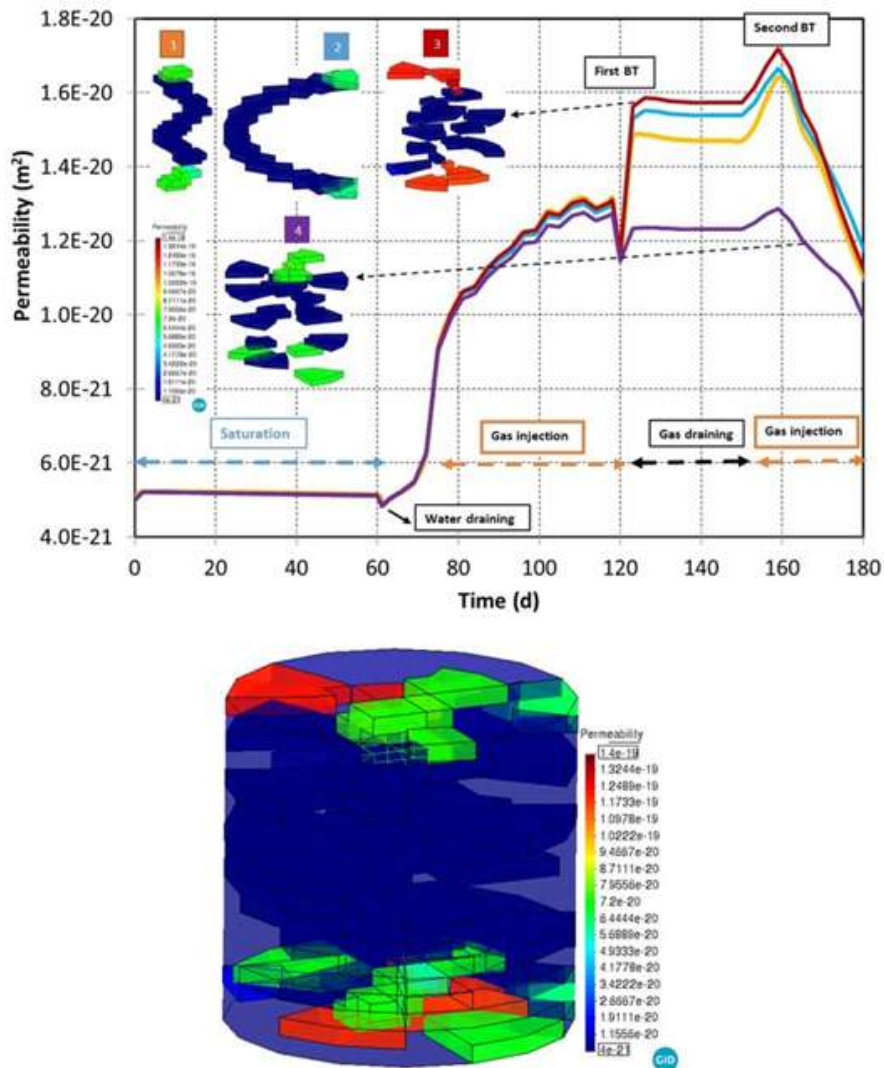 1.8E-20
1.6E-20
1.4E-20
1.2E-20
1.0E-20
8.0E-21
6.0E-21
4.0E-21
Permeability (m²)
1
2
3
4
First BT
Second BT
Permeability
Saturation
Gas injection
Gas draining
Gas injection
Water draining
0 20 40 60 80 100 120 140 160 180
Time (d)
Permeability
1.4e-19
1.3244e-19
1.2489e-19
1.1733e-19
1.0978e-19
1.0222e-19
9.4667e-20
8.7111e-20
7.9556e-20
7.2e-20
6.4444e-20
5.6889e-20
4.9333e-20
4.1778e-20
3.4222e-20
2.6667e-20
1.9111e-20
1.1556e-20
4e-21
GiD